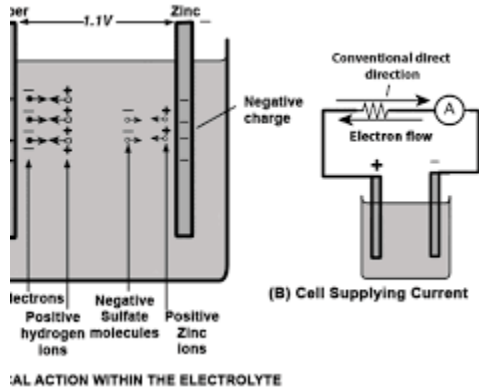 per
Zinc
1.1V
Negative
charge
lectrons
Positive
hydrogen
ions
Negative
Sulfate
molecules
Positive
Zinc
ions
CAL ACTION WITHIN THE ELECTROLYTE
Conventional direct
direction
I
A
Electron flow
+ −
(B) Cell Supplying Current